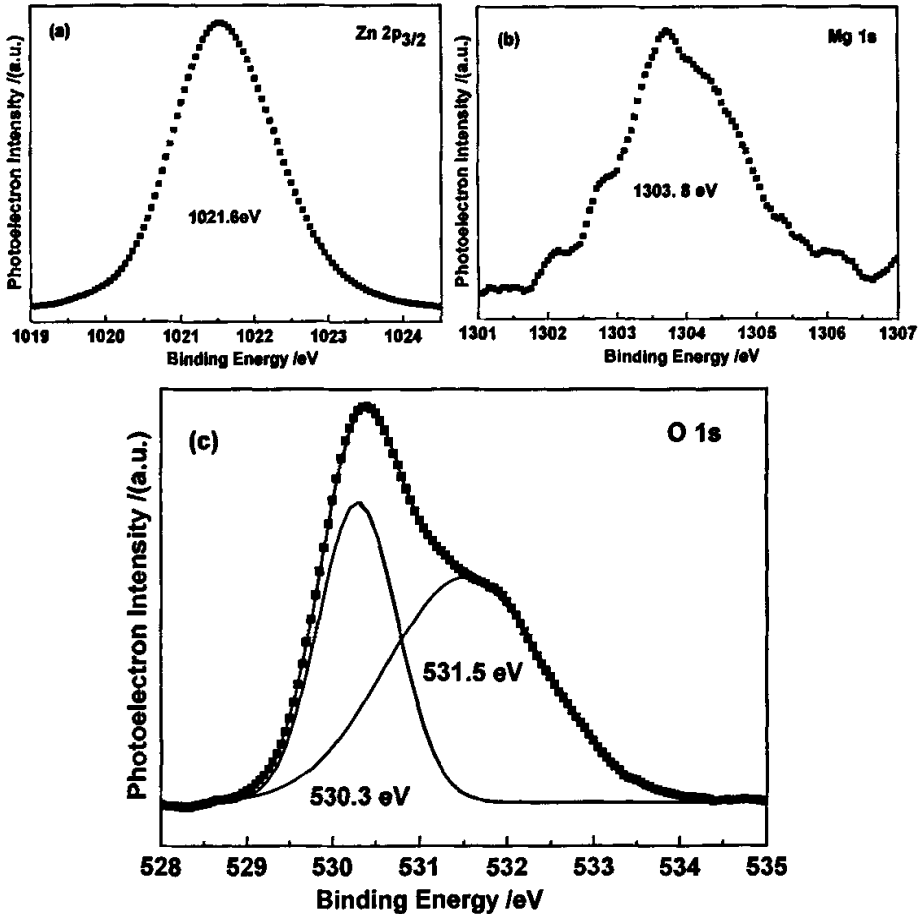 (a)
Zn 2p3/2
Photoelectron Intensity /(a.u.)
1021.6eV
1019 1020 1021 1022 1023 1024
Binding Energy /eV
(b)
Mg 1s
Photoelectron Intensity /(a.u.)
1303. 8 eV
1301 1302 1303 1304 1305 1306 1307
Binding Energy /eV
(c)
O 1s
Photoelectron Intensity /(a.u.)
531.5 eV
530.3 eV
528 529 530 531 532 533 534 535
Binding Energy /eV